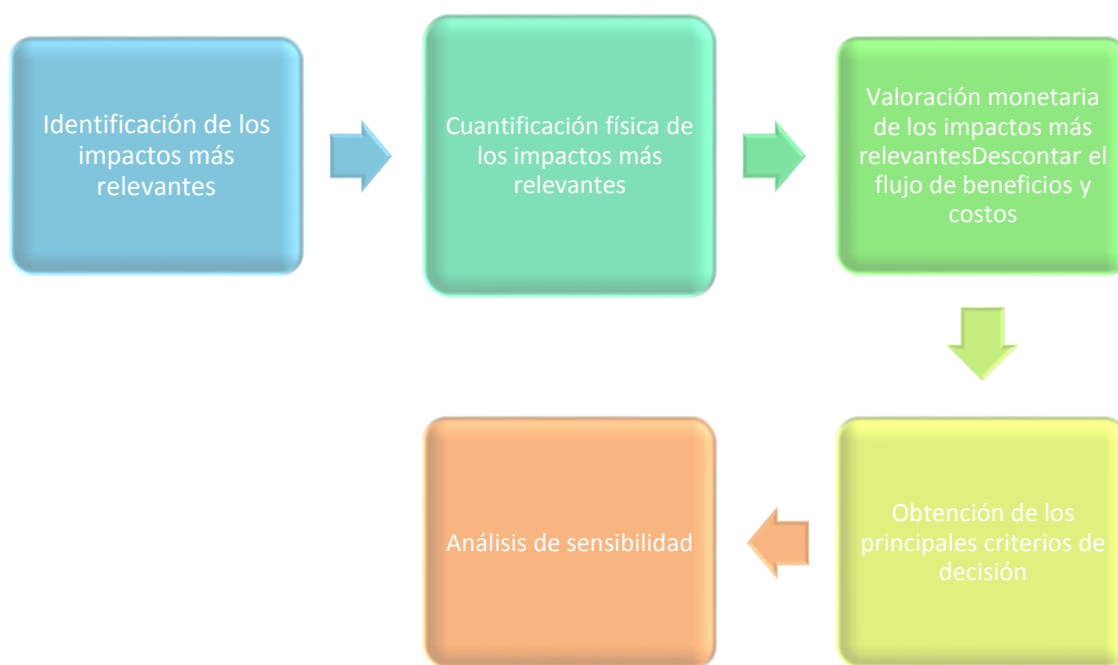 Identificación de los
impactos más
relevantes
Cuantificación física de
los impactos más
relevantes
Valoración monetaria
de los impactos más
relevantesDescontar el
flujo de beneficios y
costos
Obtención de los
principales criterios de
decisión
Análisis de sensibilidad